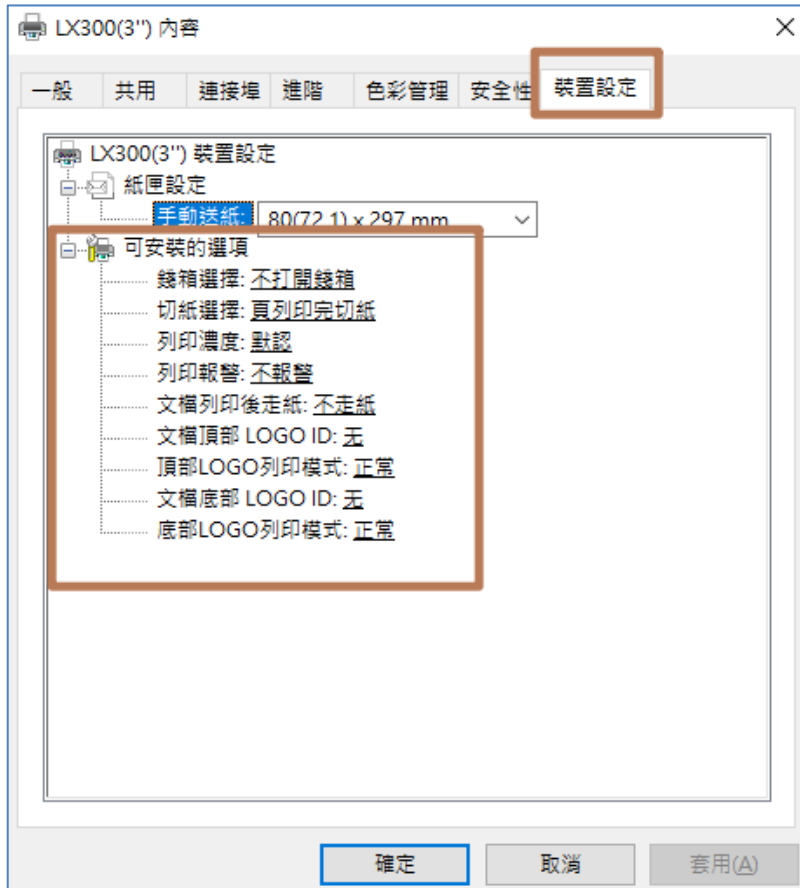 LX300(3") 內容
一般 共用 連接埠 進階 色彩管理 安全性 裝置設定
LX300(3") 裝置設定
紙匣設定
手動送紙: 80(72.1) x 297 mm
可安裝的選項
錢箱選擇: 不打開錢箱
切紙選擇: 頁列印完切紙
列印濃度: 默認
列印報警: 不報警
文檔列印後走紙: 不走紙
文檔頂部 LOGO ID: 无
頂部LOGO列印模式: 正常
文檔底部 LOGO ID: 无
底部LOGO列印模式: 正常
確定 取消 套用(A)